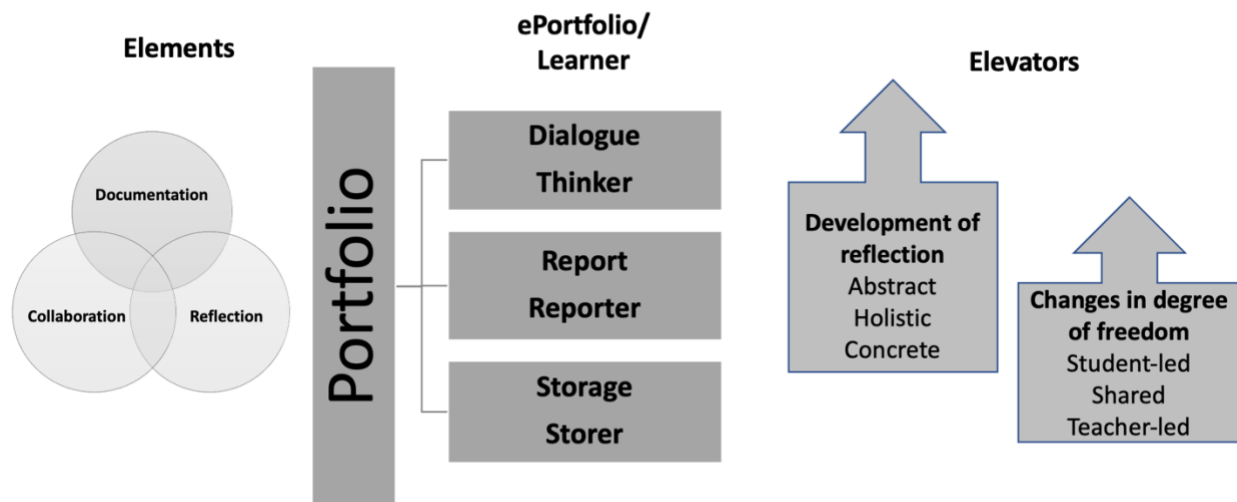 Elements
Documentation
Collaboration
Reflection
Portfolio
ePortfolio/
Learner
Dialogue
Thinker
Report
Reporter
Storage
Storer
Elevators
Development of
reflection
Abstract
Holistic
Concrete
Changes in degree
of freedom
Student-led
Shared
Teacher-led